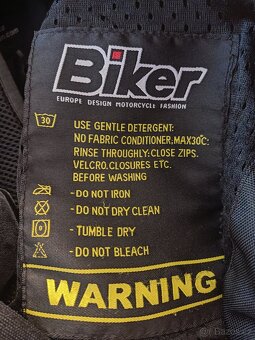 Biker
EUROPE DESIGN MOTORCYCLE FASHION
30
USE GENTLE DETERGENT:
NO FABRIC CONDITIONER,MAX30°C:
RINSE THROUGHLY:CLOSE ZIPS.
VELCRO,CLOSURES ETC.
BEFORE WASHING
-DO NOT IRON
-DO NOT DRY CLEAN
-TUMBLE DRY
-DO NOT BLEACH
WARNING